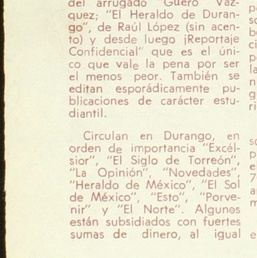 del arrugado "Güero Váz-
quez; "El Heraldo de Duran-
go", de Raúl López (sin acen-
to) y desde luego ¡Reportaje
Confidencial" que es el úni-
co que vale la pena por ser
el menos peor. También se
editan esporádicamente pu-
blicaciones de carácter estu-
diantil.
Circulan en Durango, en
orden de importancia "Excél-
sior", "El Siglo de Torreón",
"La Opinión", "Novedades",
"Heraldo de México", "El Sol
de México", "Esto", "Porve-
nir" y "El Norte". Algunos
están subsidiados con fuertes
sumas de dinero, al igual